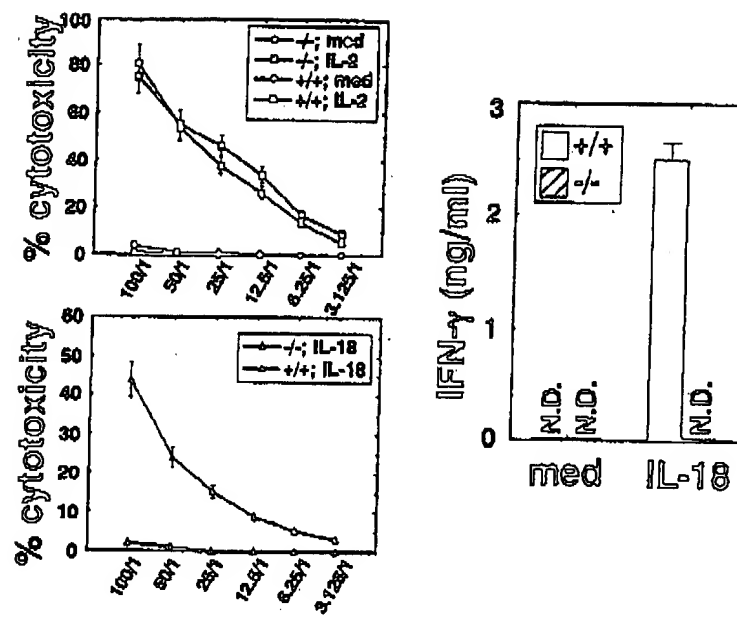 % cytotoxicity
100
80
60
40
20
0
-/-; med
-/-; IL-2
+/+; med
+/+; IL-2
100/1
50/1
25/1
12.5/1
6.25/1
3.125/1
% cytotoxicity
60
50
40
30
20
10
0
-/-; IL-18
+/+; IL-18
100/1
50/1
25/1
12.5/1
6.25/1
3.125/1
IFN-γ (ng/ml)
3
2
1
0
+/+
-/-
N.D.
N.D.
N.D.
med
IL-18